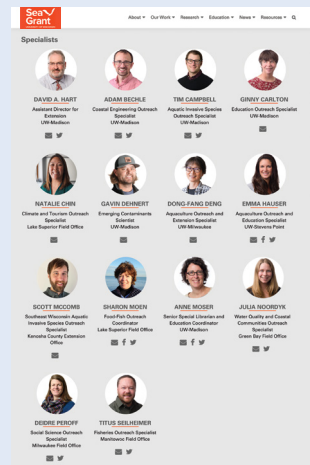 Sea
Grant
About Our Work Research Education News Resources
Specialists
DAVID A. HART
Assistant Director for
Extension
UW-Madison
ADAM BECHLE
Coastal Engineering Outreach
Specialist
UW-Madison
TIM CAMPBELL
Aquatic Invasive Species
Outreach Specialist
UW-Madison
GINNY CARLTON
Education Outreach Specialist
UW-Madison
NATALIE CHIN
Climate and Tourism Outreach
Specialist
Lake Superior Field Office
GAVIN DEHNERT
Emerging Contaminants
Scientist
UW-Madison
DONG-FANG DENG
Aquaculture Outreach and
Extension Specialist
UW-Milwaukee
EMMA HAUSER
Aquaculture Outreach and
Education Specialist
UW-Stevens Point
SCOTT MCCOMB
Southeast Wisconsin Aquatic
Invasive Species Outreach
Specialist
Kenosha County Extension
Office
SHARON MOEN
Food-Fish Outreach
Coordinator
Lake Superior Field Office
ANNE MOSER
Senior Special Librarian and
Education Coordinator
UW-Madison
JULIA NOORDYK
Water Quality and Coastal
Communities Outreach
Specialist
Green Bay Field Office
DEIDRE PEROFF
Social Science Outreach
Specialist
Milwaukee Field Office
TITUS SEILHEIMER
Fisheries Outreach Specialist
Manitowoc Field Office